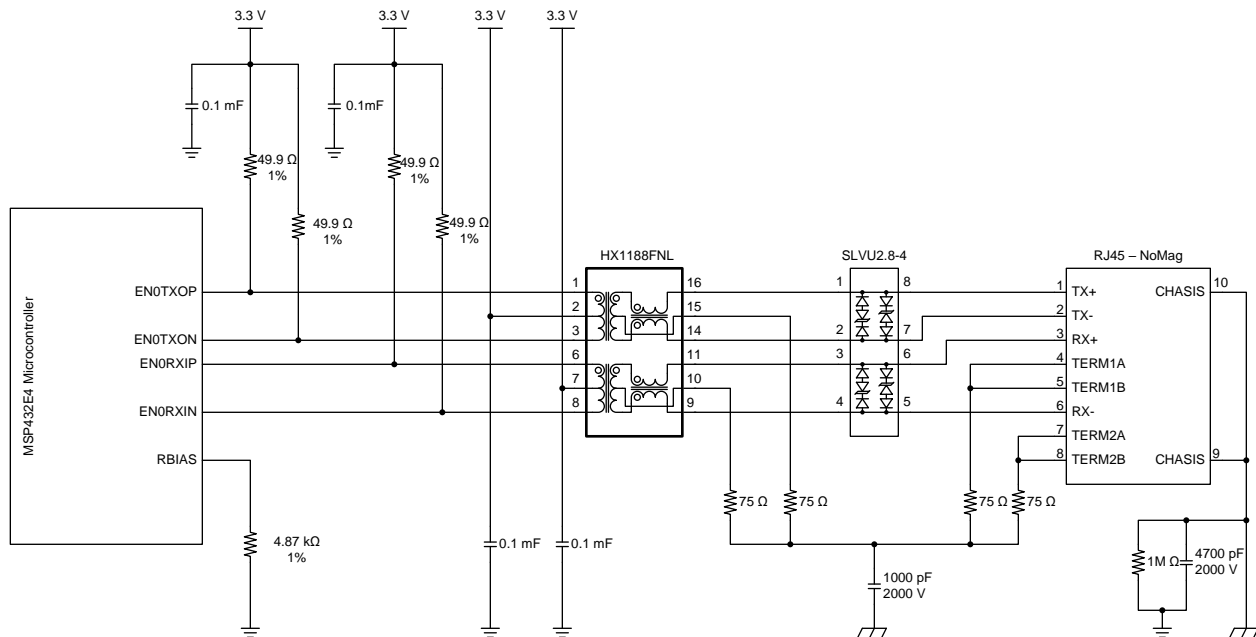 3.3 V
3.3 V
3.3 V
3.3 V
0.1 mF
0.1mF
49.9 Ω
1%
49.9 Ω
1%
49.9 Ω
1%
49.9 Ω
1%
MSP432E4 Microcontroller
EN0TXOP
EN0TXON
EN0RXIP
EN0RXIN
RBIAS
4.87 kΩ
1%
0.1 mF
0.1 mF
HX1188FNL
1
2
3
6
7
8
16
15
14
11
10
9
SLVU2.8-4
1
2
3
4
8
7
6
5
RJ45 – NoMag
1
2
3
4
5
6
7
8
TX+
TX-
RX+
TERM1A
TERM1B
RX-
TERM2A
TERM2B
CHASIS
10
CHASIS
9
75 Ω
75 Ω
75 Ω
75 Ω
1000 pF
2000 V
1M Ω
4700 pF
2000 V